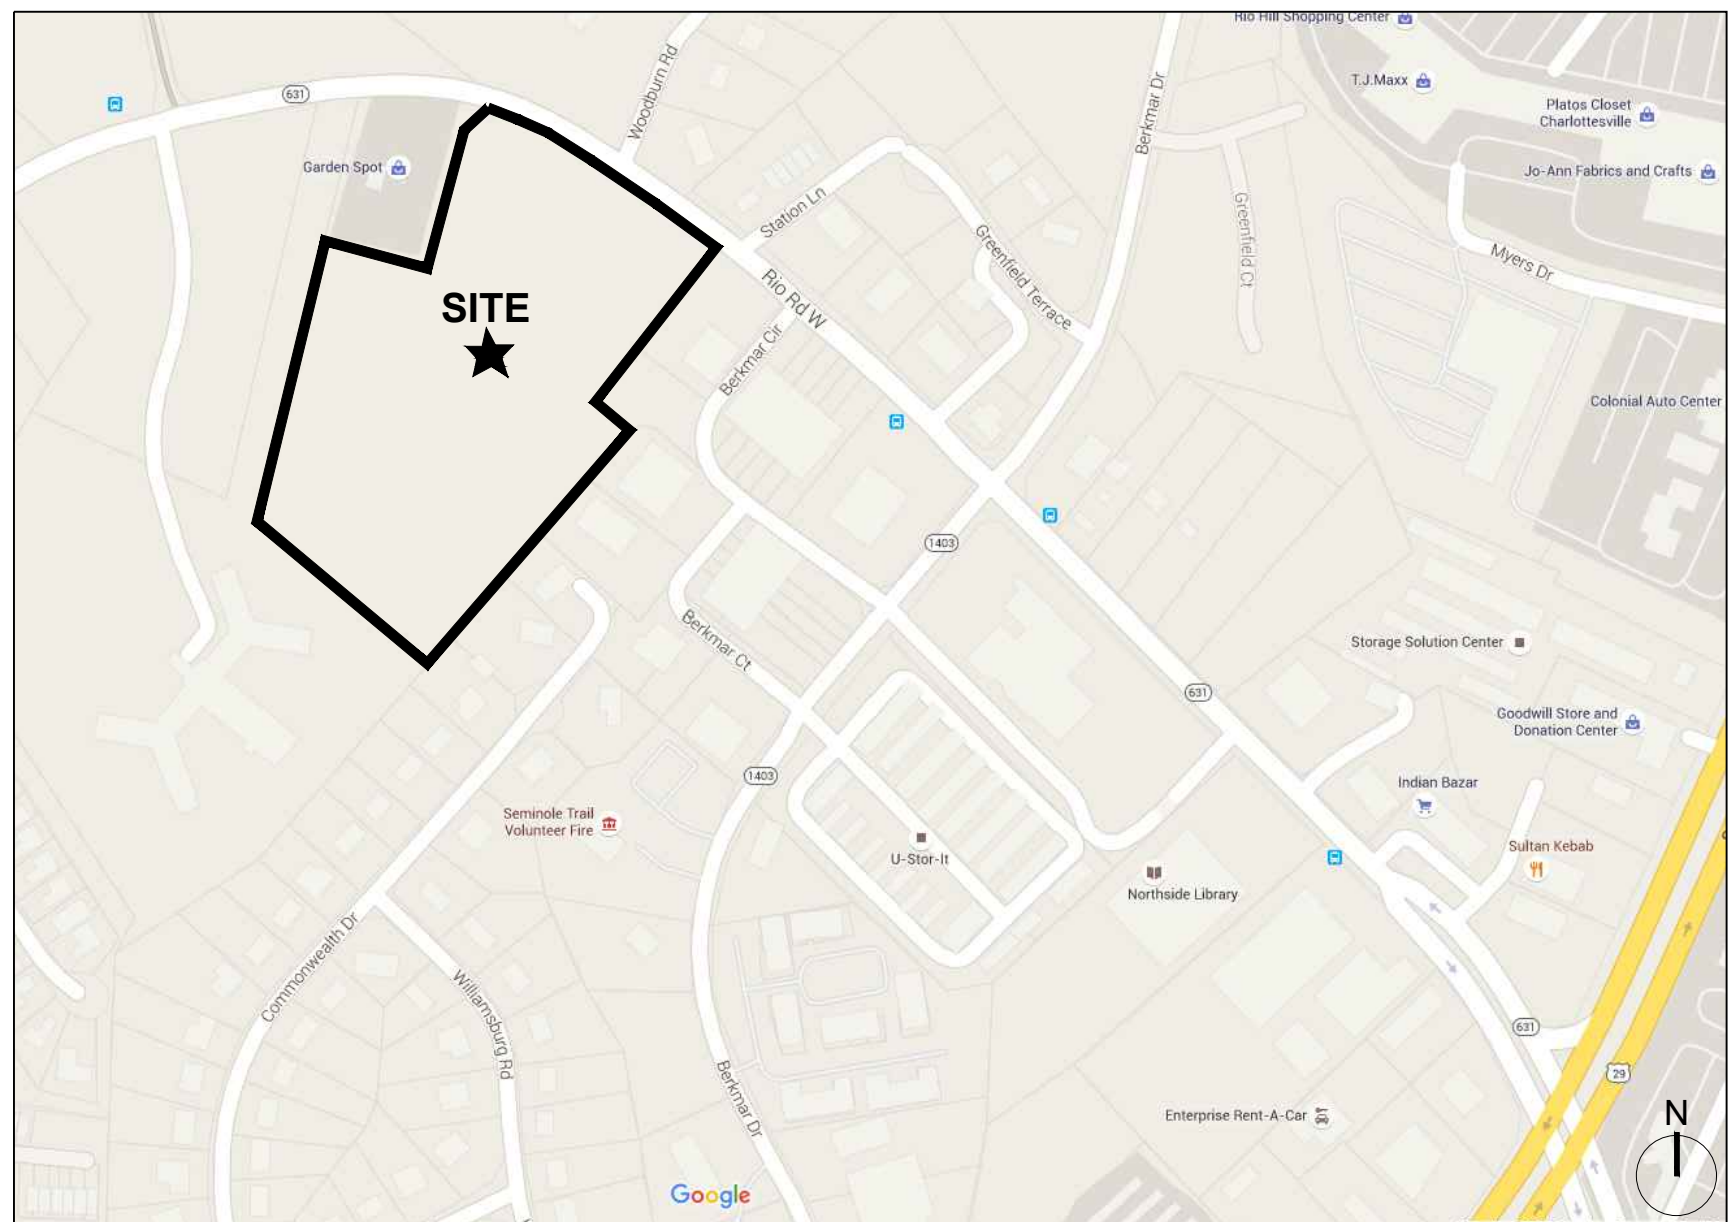 Rio Hill Shopping Center
T.J.Maxx
Platos Closet
Charlottesville
Jo-Ann Fabrics and Crafts
631
Woodburn Rd
Berkmar Dr
Garden Spot
Station Ln
Greenfield Terrace
Greenfield Ct
Myers Dr
SITE
Rio Rd W
Berkmar Cir
Colonial Auto Center
1403
Berkmar Ct
Storage Solution Center
631
Goodwill Store and
Donation Center
1403
Indian Bazar
Seminole Trail
Volunteer Fire
U-Stor-It
Sultan Kebab
Northside Library
Commonwealth Dr
Williamsburg Rd
631
29
Berkmar Dr
Enterprise Rent-A-Car
N
Google